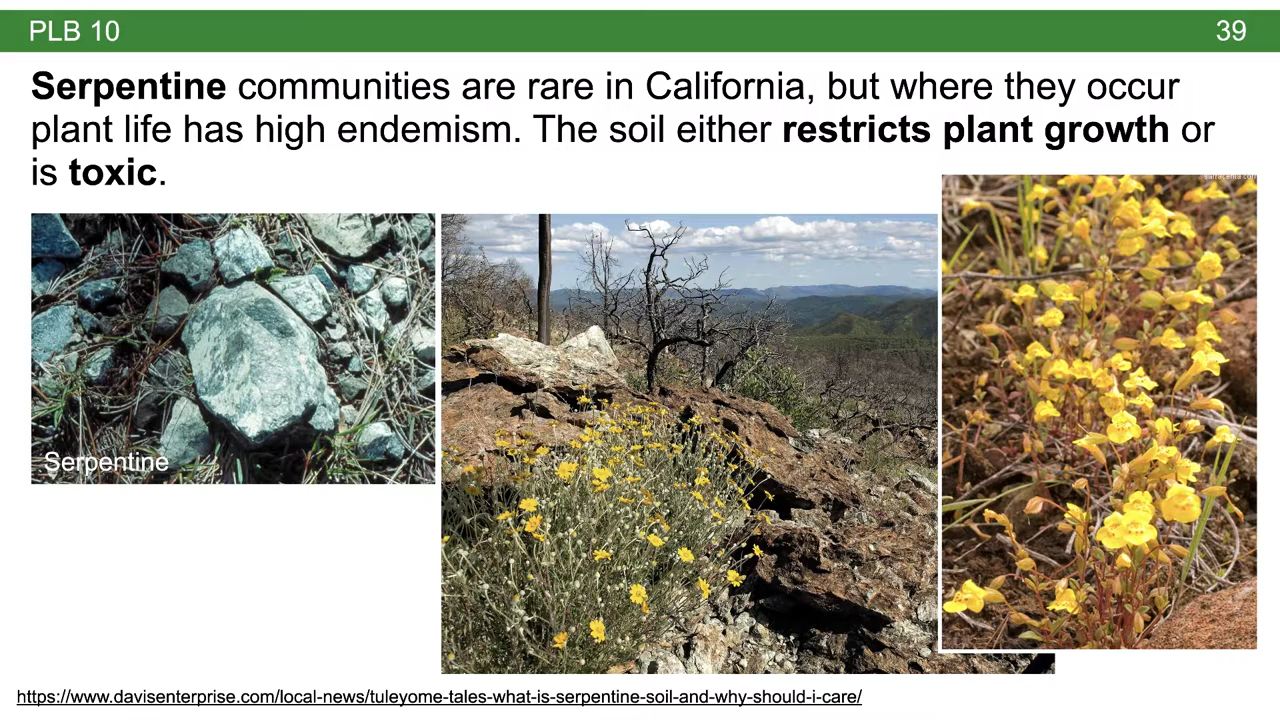 PLB 10
39
Serpentine communities are rare in California, but where they occur
plant life has high endemism. The soil either restricts plant growth or
is toxic.
Serpentine
https://www.davisenterprise.com/local-news/tuleyome-tales-what-is-serpentine-soil-and-why-should-i-care/